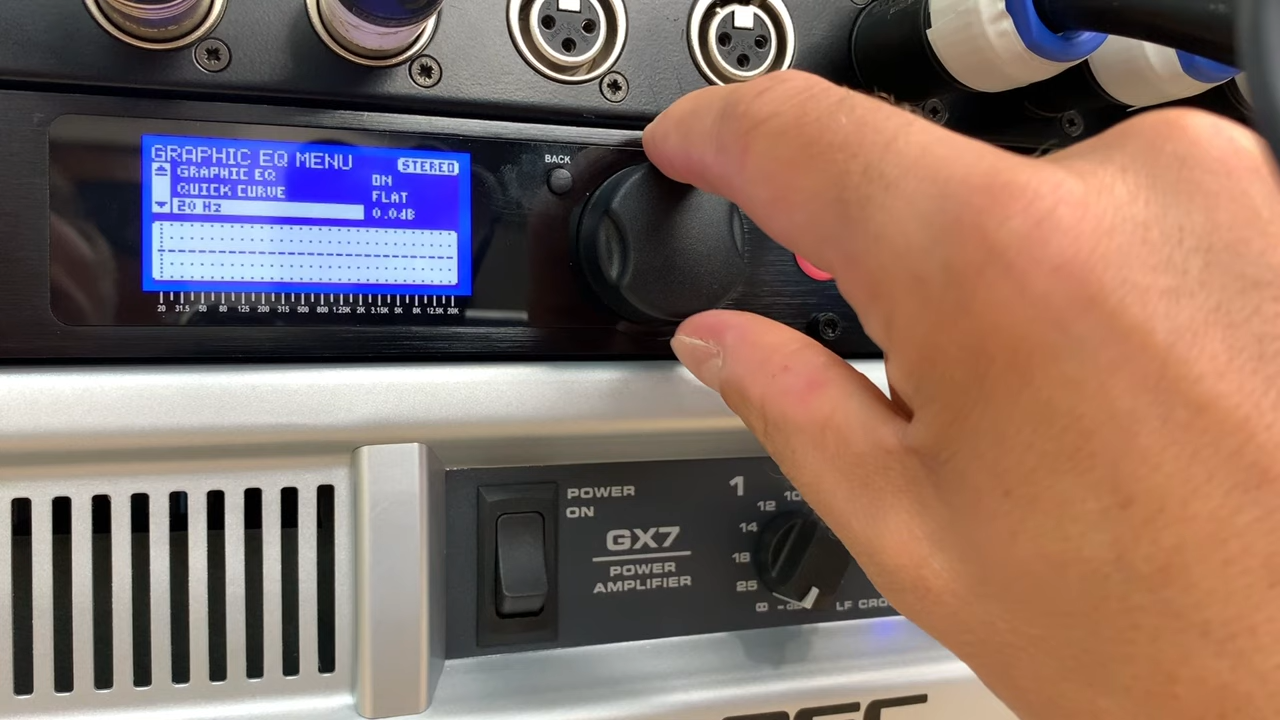 GRAPHIC EQ MENU STEREO
GRAPHIC EQ ON
QUICK CURVE FLAT
20 Hz 0.0dB
20 31.5 50 80 125 200 315 500 800 1.25K 2K 3.15K 5K 8K 12.5K 20K
BACK
POWER
ON
GX7
POWER
AMPLIFIER
1
10
12
14
18
25
∞ -dB
LF